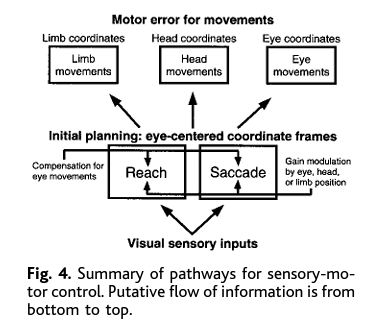 Motor error for movements
Limb coordinates Head coordinates Eye coordinates
Limb movements
Head movements
Eye movements
Initial planning: eye-centered coordinate frames
Compensation for
eye movements
Reach
Saccade
Gain modulation
by eye, head,
or limb position
Visual sensory inputs
Fig. 4. Summary of pathways for sensory-mo-
tor control. Putative flow of information is from
bottom to top.